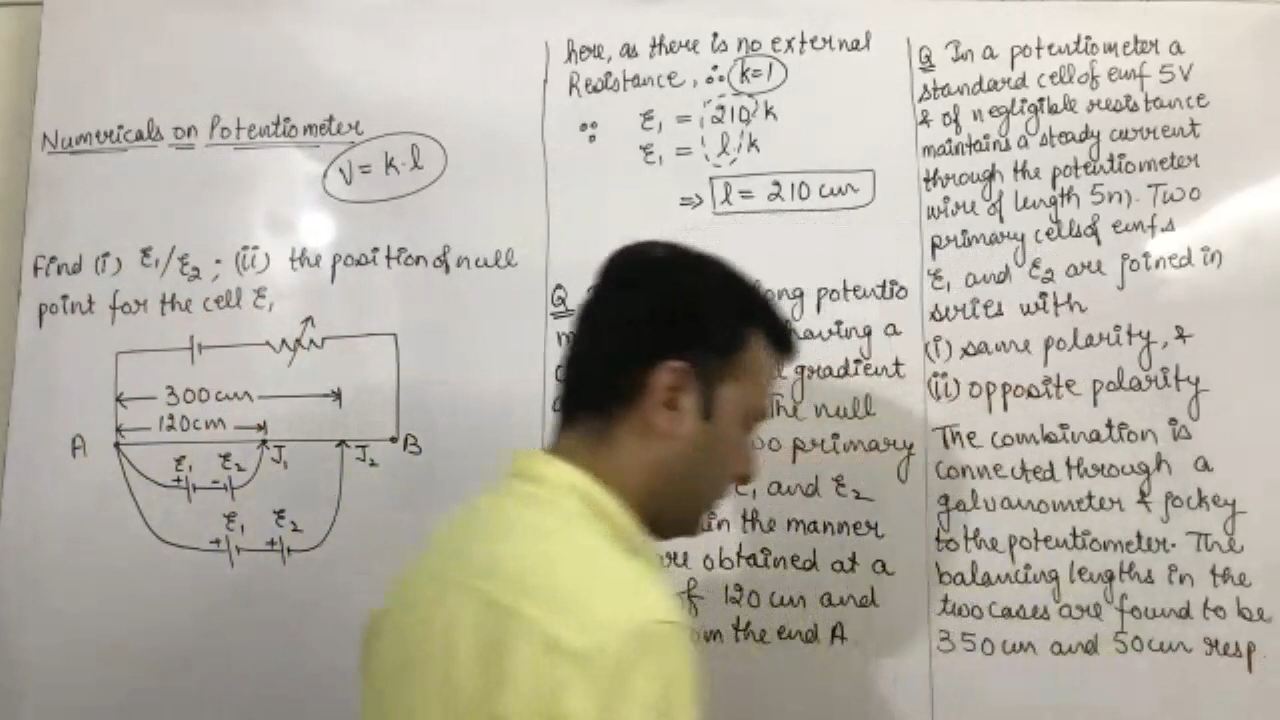 Numericals on Potentiometer
V = k·l
Find (i) ε₁/ε₂ ; (ii) the position of null
point for the cell ε₁
300 cm
120 cm
A
J₁
J₂
B
ε₁ ε₂
+ -
ε₁ ε₂
+ +
here, as there is no external
Resistance, ∴ k=1
∴ ε₁ = 210/k
ε₁ = l/k
⇒ l = 210 cm
Q ong potentio
m having a
gradient
The null
two primary
ε₁ and ε₂
in the manner
are obtained at a
of 120 cm and
from the end A
Q In a potentiometer a
standard cell of emf 5V
& of negligible resistance
maintains a steady current
through the potentiometer
wire of length 5m). Two
primary cells of emfs
ε₁ and ε₂ are joined in
series with
(i) same polarity, &
(ii) opposite polarity
The combination is
connected through a
galvanometer & jockey
to the potentiometer. The
balancing lengths in the
two cases are found to be
350 cm and 50 cm resp.